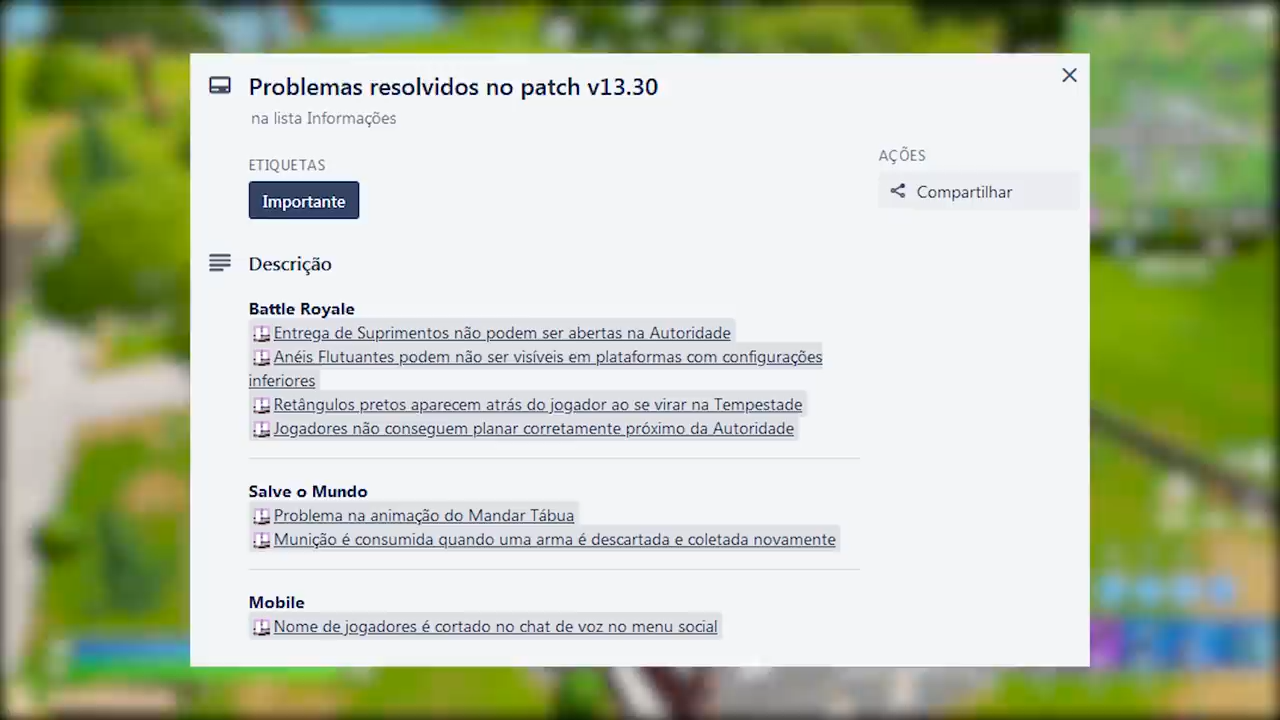 Problemas resolvidos no patch v13.30
na lista Informações
AÇÕES
ETIQUETAS
Compartilhar
Importante
Descrição
Battle Royale
Entrega de Suprimentos não podem ser abertas na Autoridade
Anéis Flutuantes podem não ser visíveis em plataformas com configurações
inferiores
Retângulos pretos aparecem atrás do jogador ao se virar na Tempestade
Jogadores não conseguem planar corretamente próximo da Autoridade
Salve o Mundo
Problema na animação do Mandar Tábua
Munição é consumida quando uma arma é descartada e coletada novamente
Mobile
Nome de jogadores é cortado no chat de voz no menu social